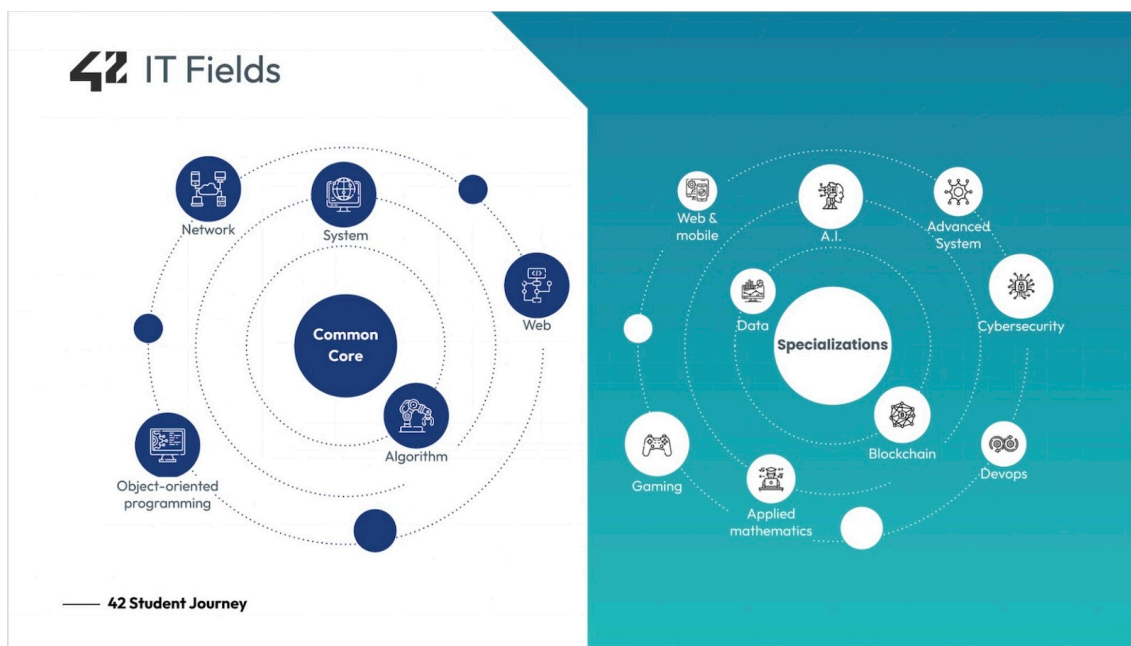 42 IT Fields
Network
System
Web
Common
Core
Algorithm
Object-oriented
programming
42 Student Journey
Web &
mobile
A.I.
Advanced
System
Data
Cybersecurity
Specializations
Blockchain
Gaming
Devops
Applied
mathematics